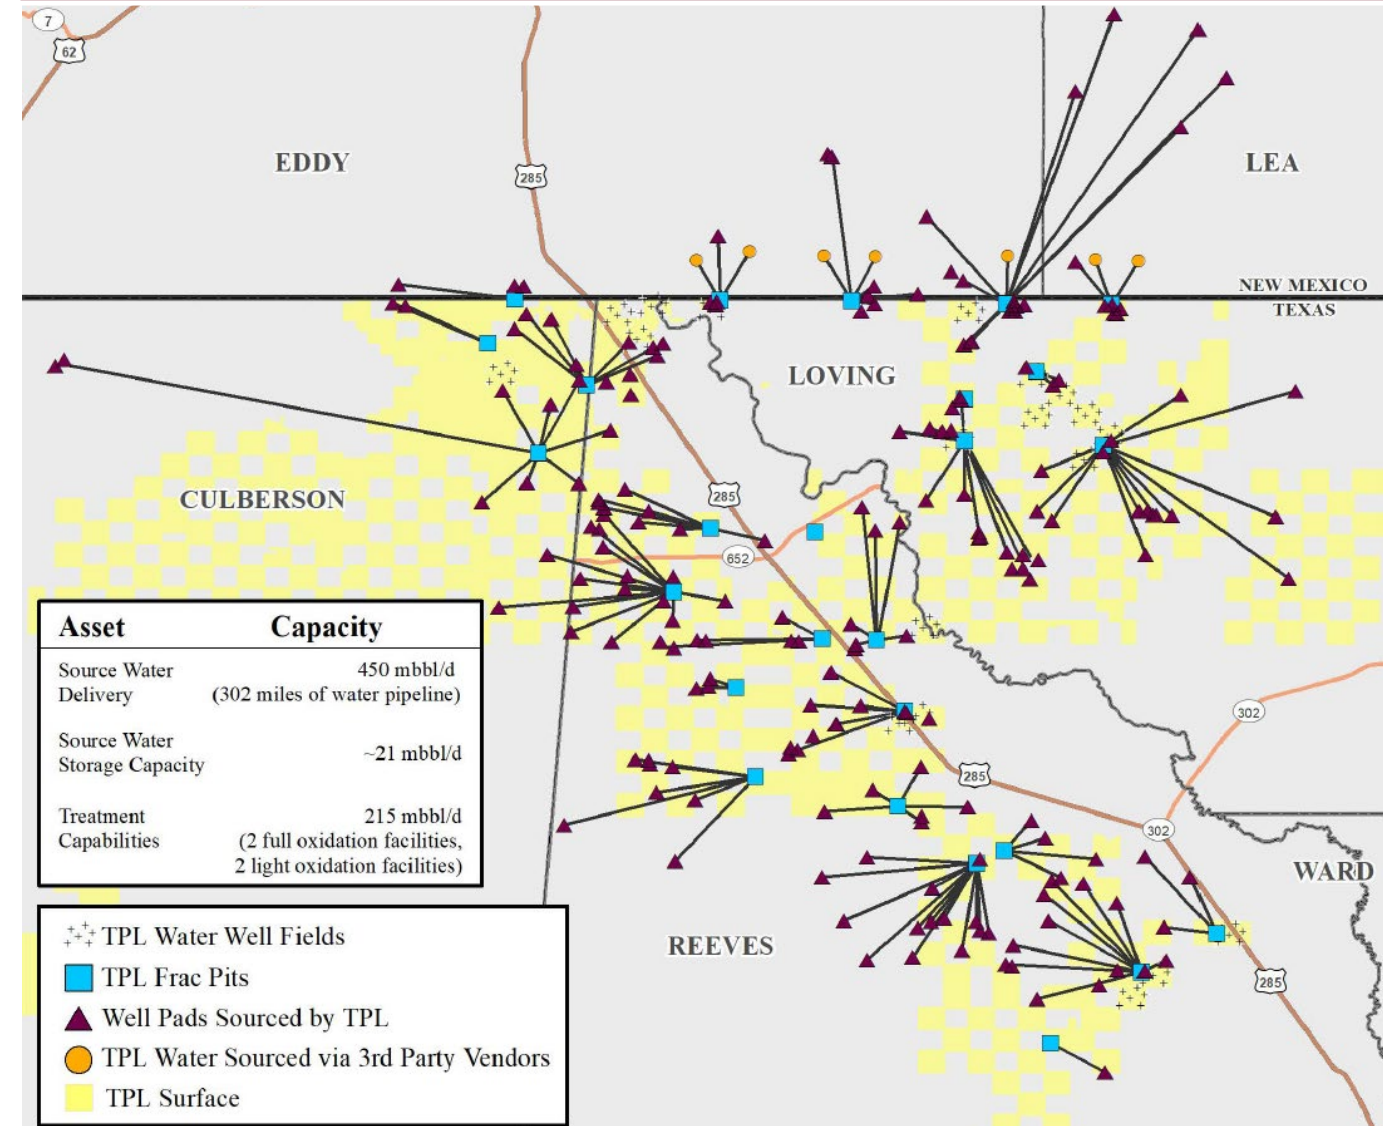 7
62
EDDY
285
LEA
NEW MEXICO
TEXAS
LOVING
CULBERSON
285
652
Asset Capacity
Source Water 450 mbbl/d
Delivery (302 miles of water pipeline)
Source Water
Storage Capacity ~21 mbbl/d
Treatment 215 mbbl/d
Capabilities (2 full oxidation facilities,
2 light oxidation facilities)
302
285
302
WARD
REEVES
285
TPL Water Well Fields
TPL Frac Pits
Well Pads Sourced by TPL
TPL Water Sourced via 3rd Party Vendors
TPL Surface